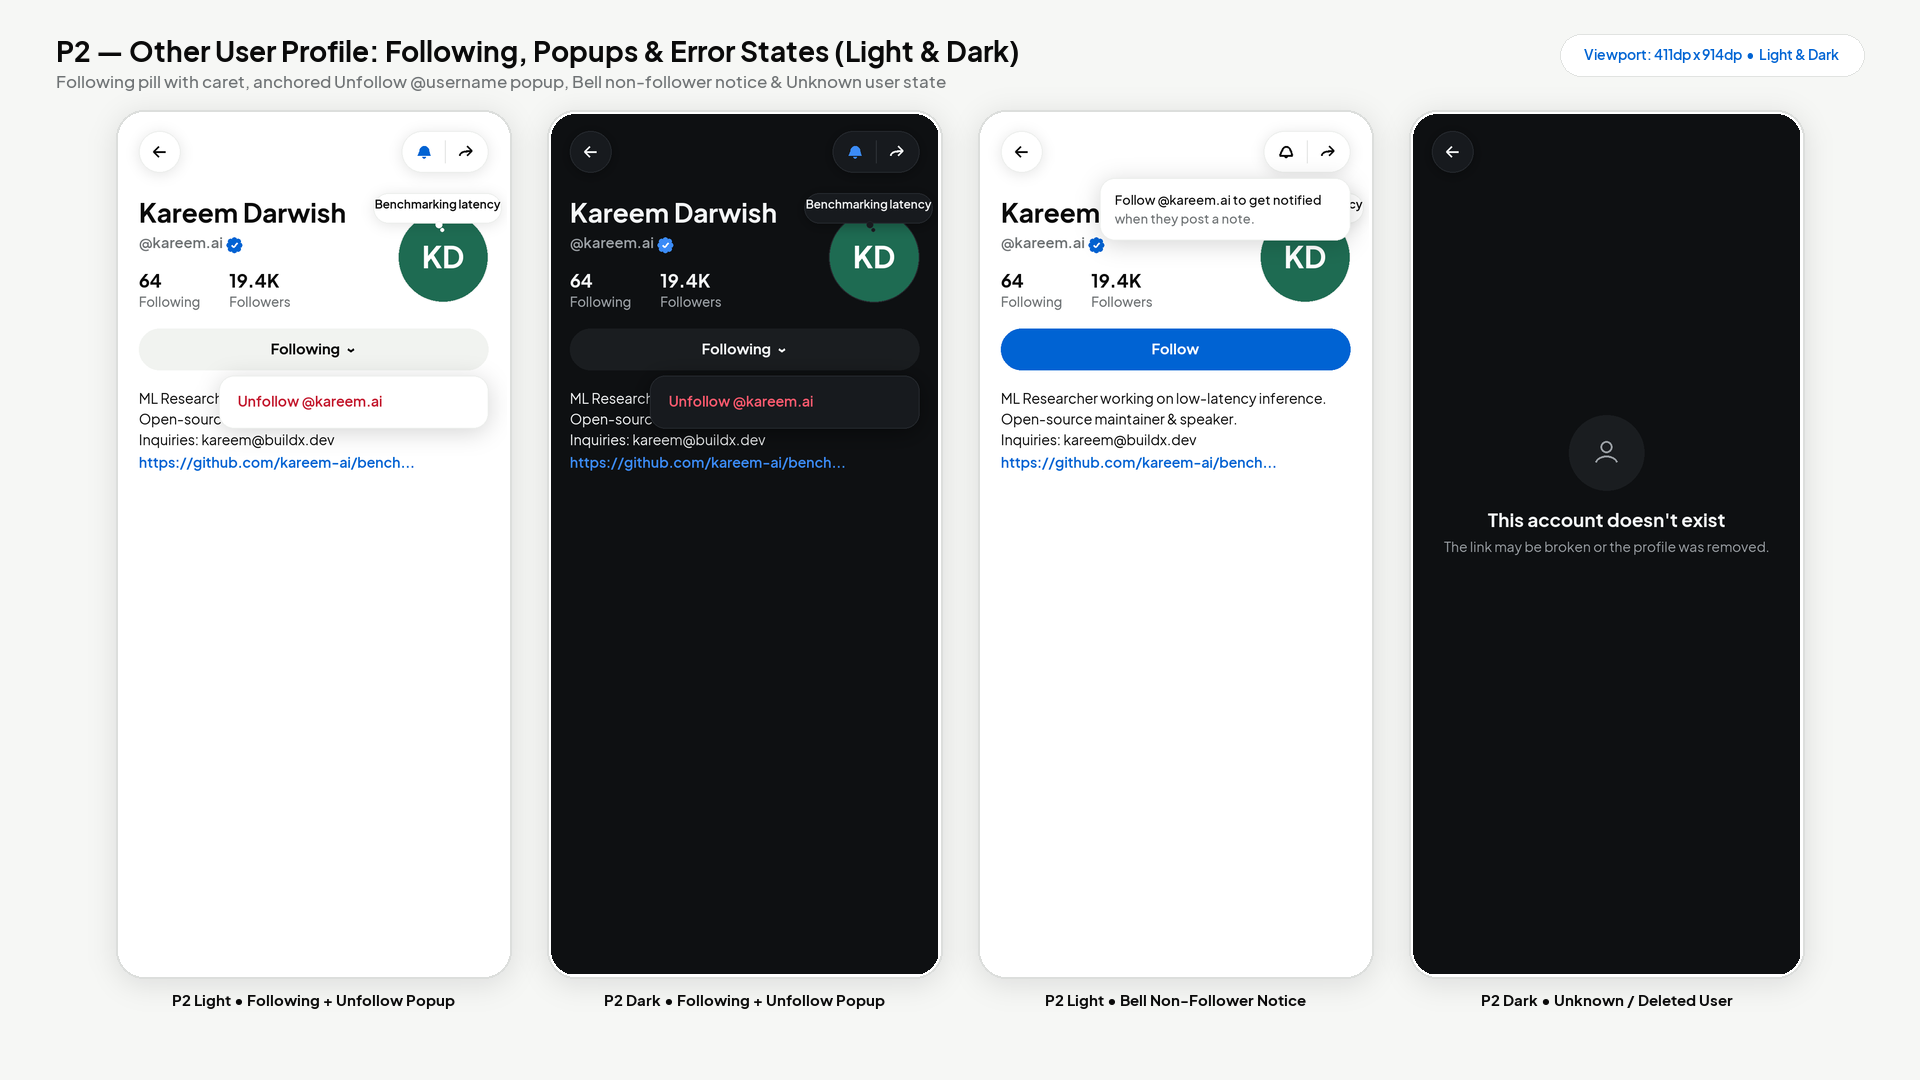 P2 — Other User Profile: Following, Popups & Error States (Light & Dark)
Following pill with caret, anchored Unfollow @username popup, Bell non-follower notice & Unknown user state
Viewport: 411dp x 914dp • Light & Dark
Benchmarking latency
Kareem Darwish
@kareem.ai
KD
64
19.4K
Following
Followers
Following
ML Research
Unfollow @kareem.ai
Open-sourc
Inquiries: kareem@buildx.dev
https://github.com/kareem-ai/bench...
P2 Light • Following + Unfollow Popup
Benchmarking latency
Kareem Darwish
@kareem.ai
KD
64
19.4K
Following
Followers
Following
ML Research
Unfollow @kareem.ai
Open-sourc
Inquiries: kareem@buildx.dev
https://github.com/kareem-ai/bench...
P2 Dark • Following + Unfollow Popup
Follow @kareem.ai to get notified
when they post a note.
cy
Kareem
@kareem.ai
KD
64
19.4K
Following
Followers
Follow
ML Researcher working on low-latency inference.
Open-source maintainer & speaker.
Inquiries: kareem@buildx.dev
https://github.com/kareem-ai/bench...
P2 Light • Bell Non-Follower Notice
This account doesn't exist
The link may be broken or the profile was removed.
P2 Dark • Unknown / Deleted User